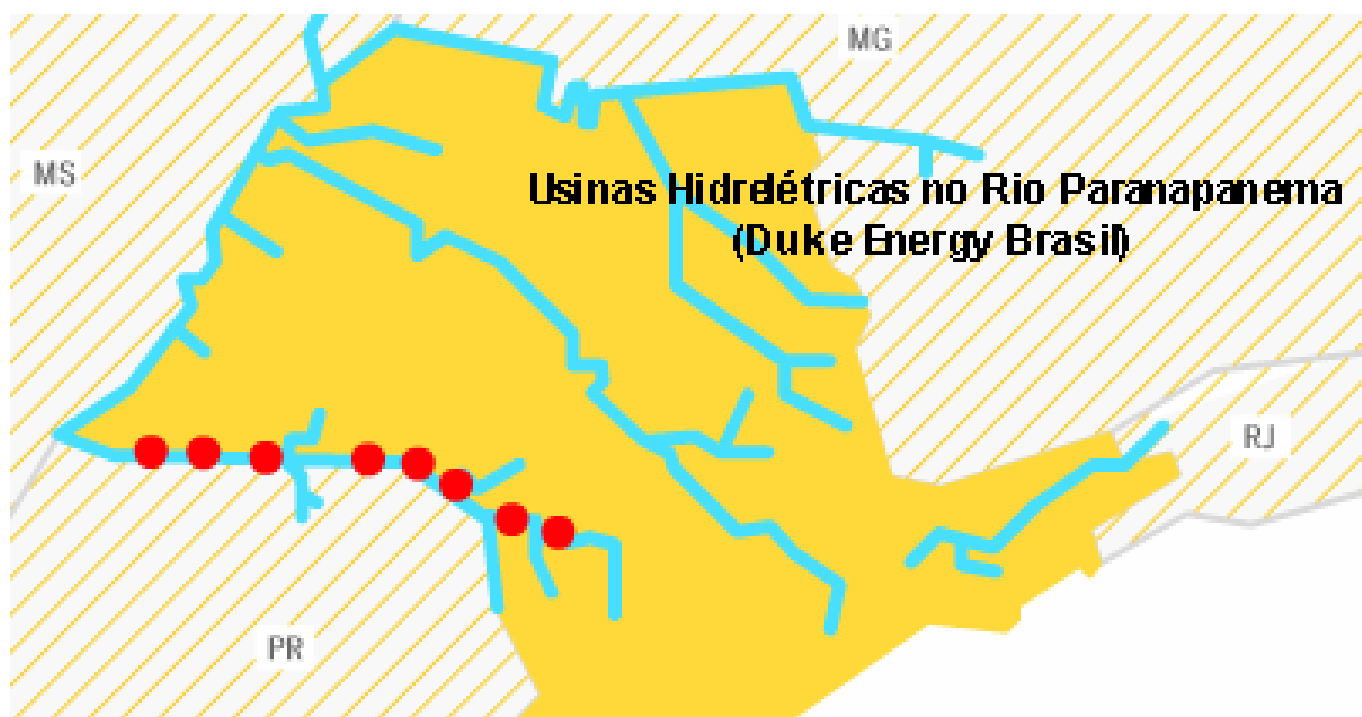 MG
MS
Usinas Hidrelétricas no Rio Paranapanema
(Duke Energy Brasil)
RJ
PR